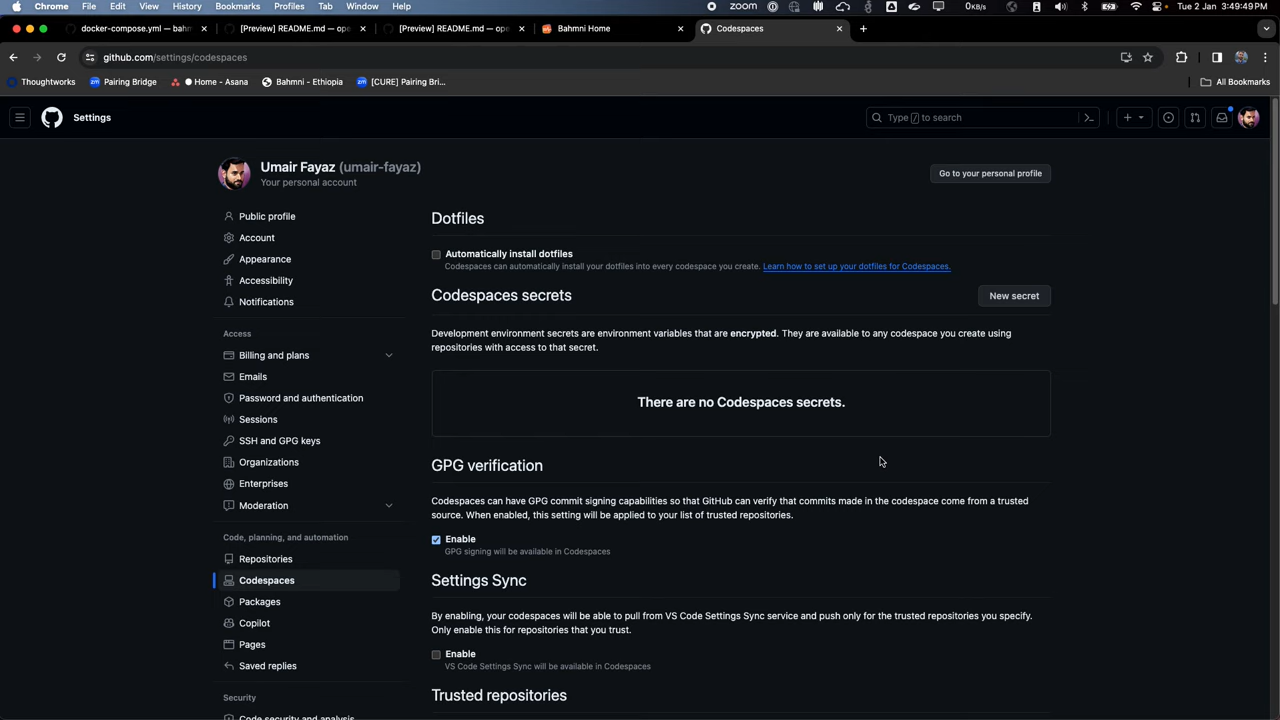 Chrome File Edit View History Bookmarks Profiles Tab Window Help
zoom 0KB/s Tue 2 Jan 3:49:49 PM
docker-compose.yml — bahm
[Preview] README.md — ope
[Preview] README.md — ope
Bahmni Home
Codespaces
github.com/settings/codespaces
Thoughtworks
Pairing Bridge
Home - Asana
Bahmni - Ethiopia
[CURE] Pairing Bri...
All Bookmarks
Settings
Type / to search
Umair Fayaz (umair-fayaz)
Your personal account
Go to your personal profile
Public profile
Account
Appearance
Accessibility
Notifications
Access
Billing and plans
Emails
Password and authentication
Sessions
SSH and GPG keys
Organizations
Enterprises
Moderation
Code, planning, and automation
Repositories
Codespaces
Packages
Copilot
Pages
Saved replies
Security
Code security and analysis
Dotfiles
Automatically install dotfiles
Codespaces can automatically install your dotfiles into every codespace you create. Learn how to set up your dotfiles for Codespaces.
Codespaces secrets
New secret
Development environment secrets are environment variables that are encrypted. They are available to any codespace you create using
repositories with access to that secret.
There are no Codespaces secrets.
GPG verification
Codespaces can have GPG commit signing capabilities so that GitHub can verify that commits made in the codespace come from a trusted
source. When enabled, this setting will be applied to your list of trusted repositories.
Enable
GPG signing will be available in Codespaces
Settings Sync
By enabling, your codespaces will be able to pull from VS Code Settings Sync service and push only for the trusted repositories you specify.
Only enable this for repositories that you trust.
Enable
VS Code Settings Sync will be available in Codespaces
Trusted repositories